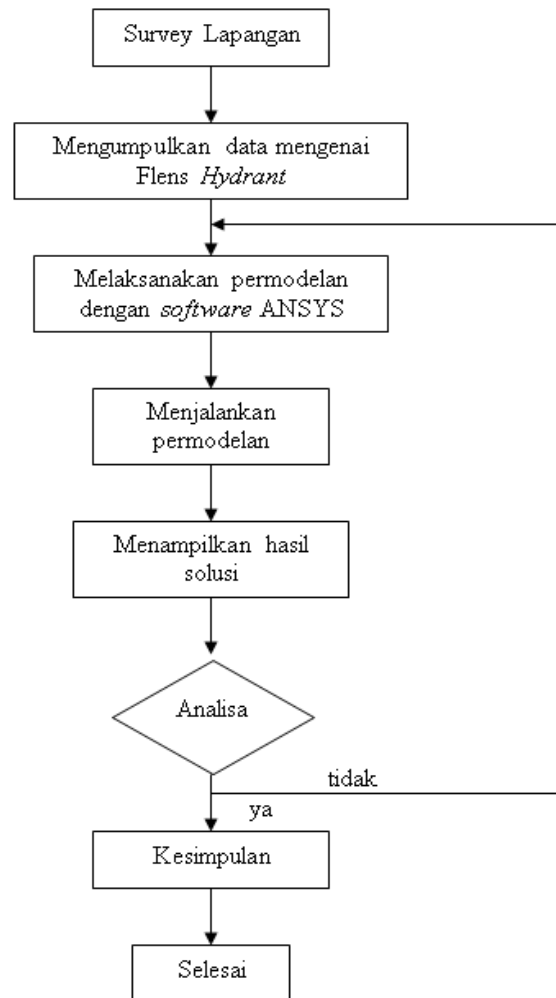 Survey Lapangan
Mengumpulkan data mengenai
Flens Hydrant
Melaksanakan permodelan
dengan software ANSYS
Menjalankan
permodelan
Menampilkan hasil
solusi
Analisa
tidak
ya
Kesimpulan
Selesai